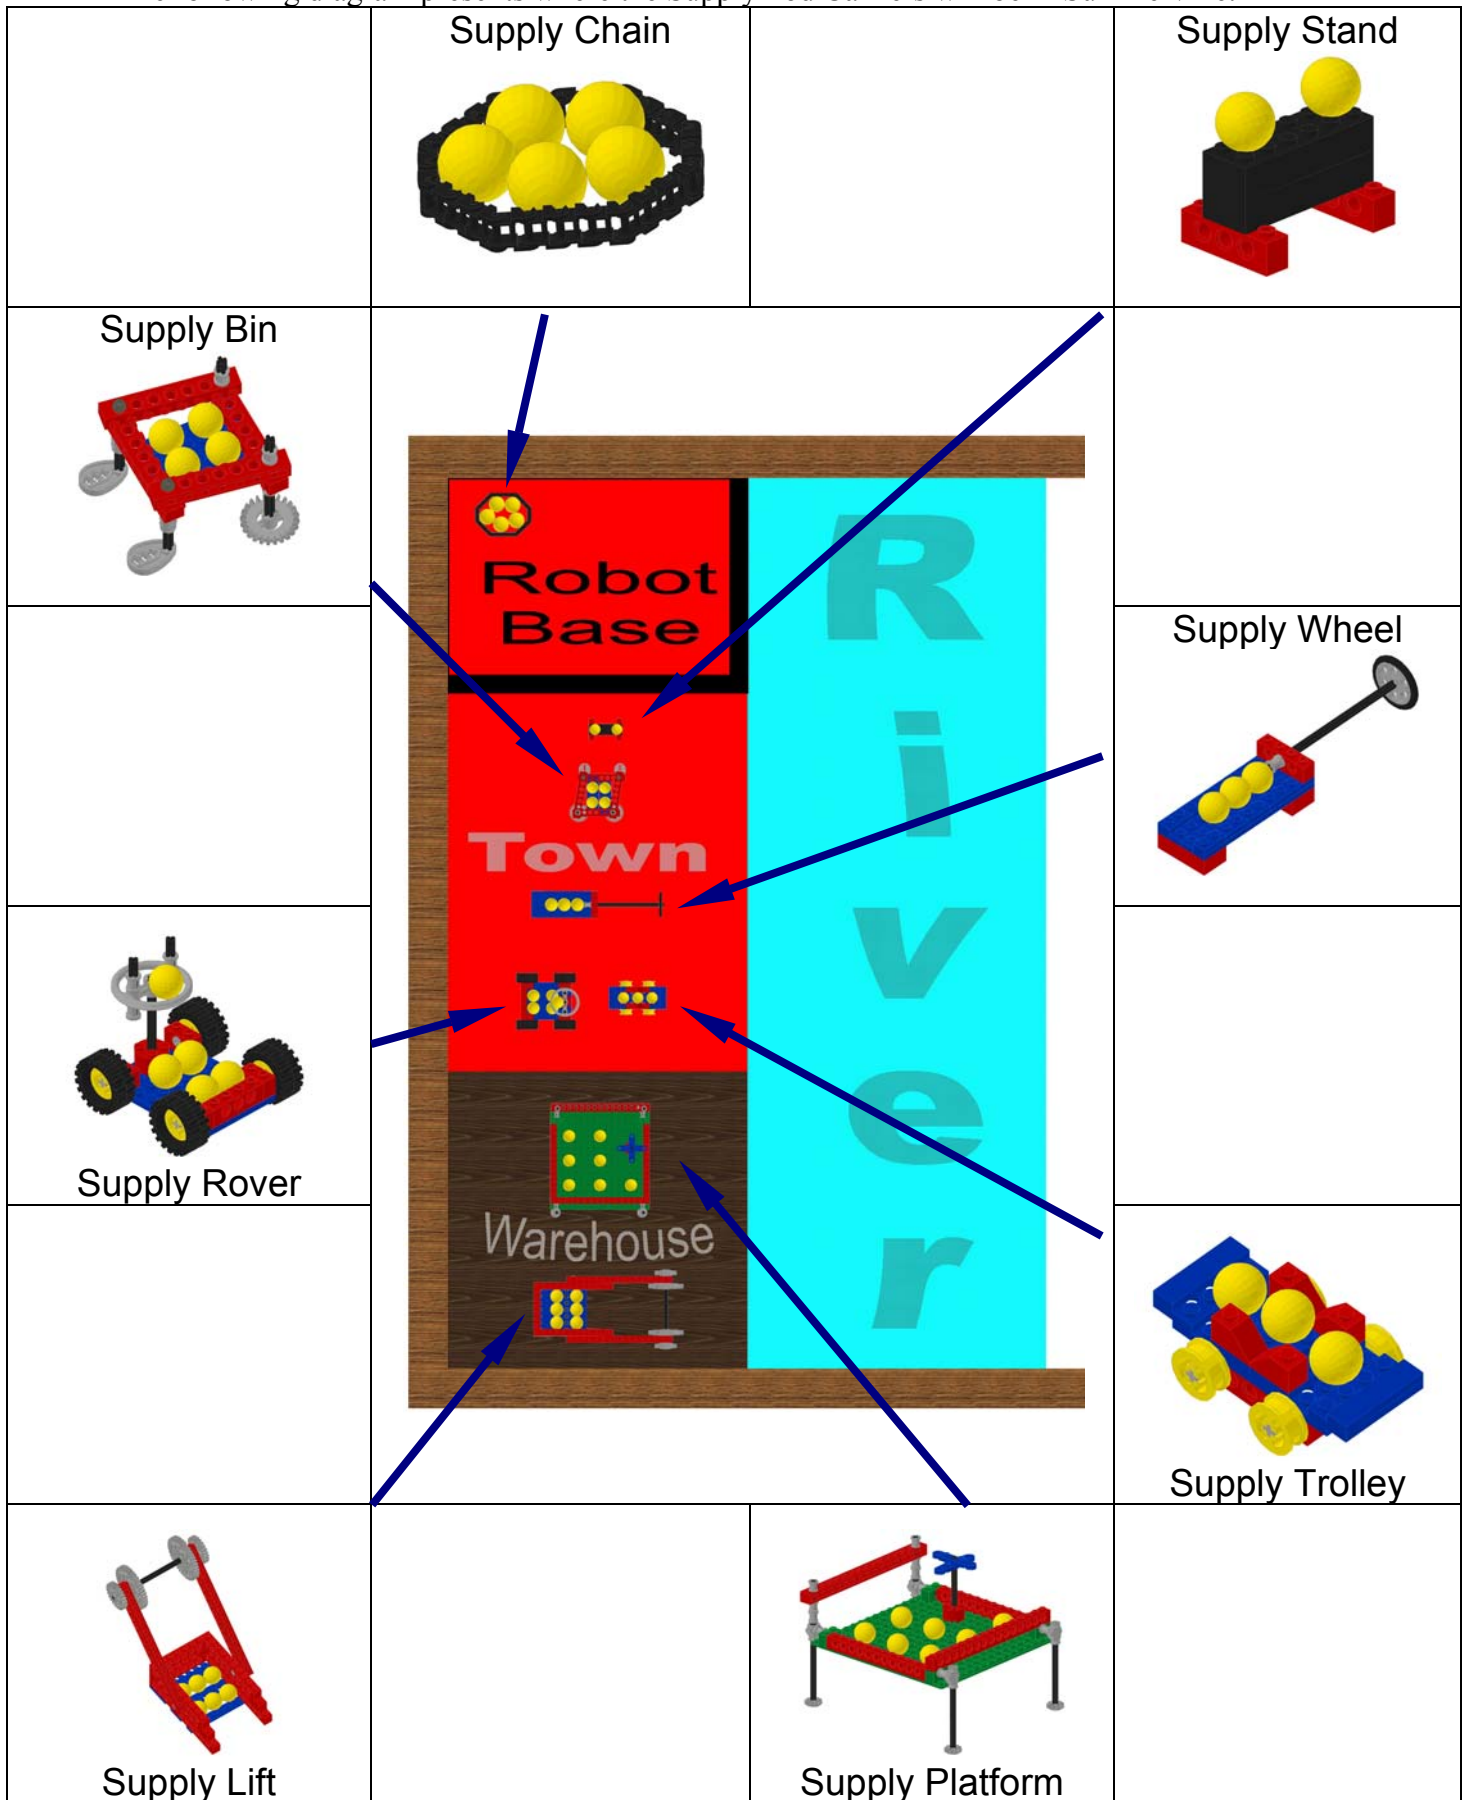 Supply Chain
Supply Stand
Supply Bin
Robot
Base
Supply Wheel
Town
River
Supply Rover
Warehouse
Supply Trolley
Supply Lift
Supply Platform